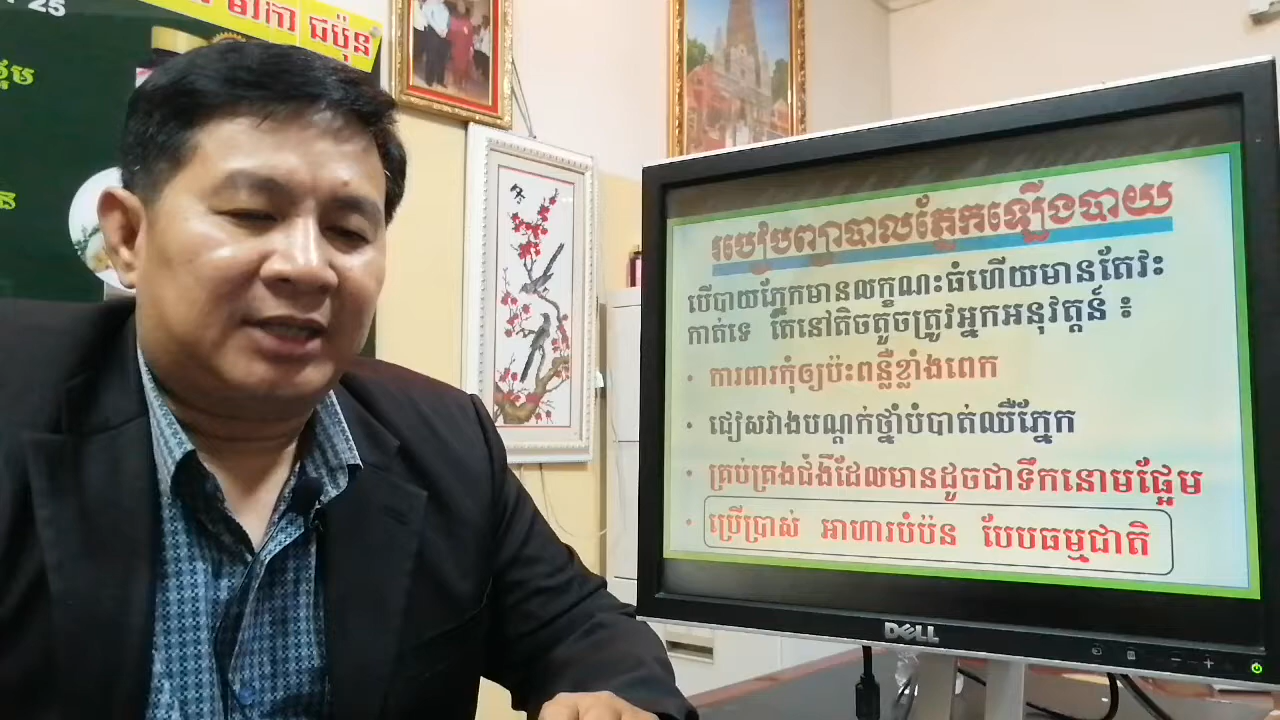 25
ជប៉ុន
របៀបព្យាបាលភ្នែកឡើងបាយ
បើបាយភ្នែកមានលក្ខណះធំហើយមានតែវះ
កាត់ទេ តែនៅតិចតួចត្រូវអ្នកអនុវត្តន៍ ៖
• ការពារកុំឲ្យប៉ះពន្លឺខ្លាំងពេក
• ជៀសវាងបណ្តក់ថ្នាំបំបាត់ឈឺភ្នែក
• គ្រប់គ្រងជំងឺដែលមានដូចជាទឹកនោមផ្អែម
• ប្រើប្រាស់ អាហារបំប៉ន បែបធម្មជាតិ
DELL